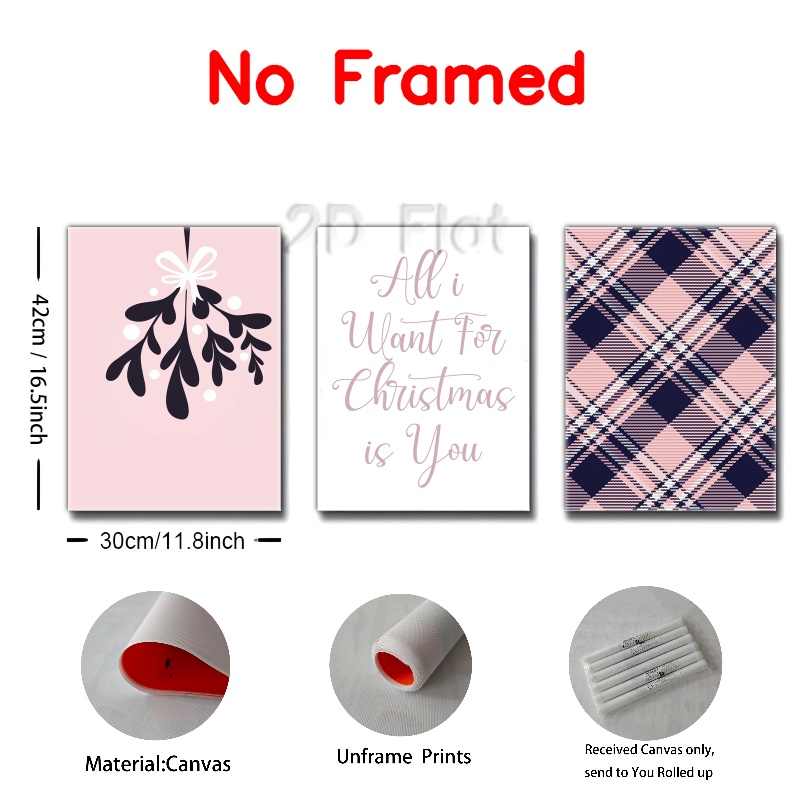 No Framed
2D Flat
All i
Want For
Christmas
is You
42cm / 16.5inch
30cm/11.8inch
Material:Canvas
Unframe Prints
Received Canvas only,
send to You Rolled up